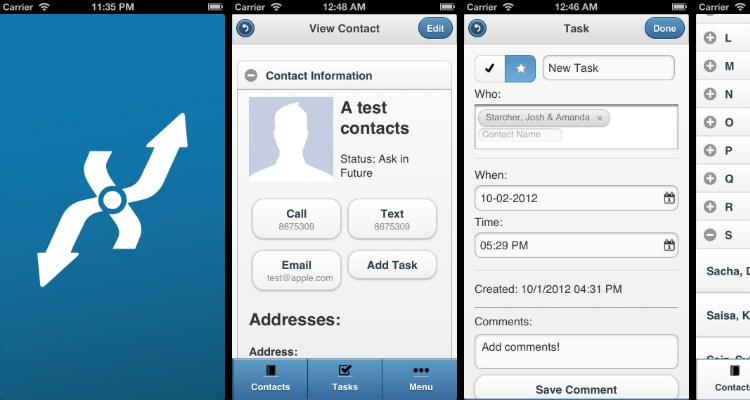 Carrier 11:35 PM
Carrier 12:48 AM
View Contact
Edit
Contact Information
A test
contacts
Status: Ask in
Future
Call
8675309
Text
8675309
Email
test@apple.com
Add Task
Addresses:
Address:
Contacts
Tasks
Menu
Carrier 12:46 AM
Task
Done
New Task
Who:
Starcher, Josh & Amanda ×
Contact Name
When:
10-02-2012
Time:
05:29 PM
Created: 10/1/2012 04:31 PM
Comments:
Add comments!
Save Comment
Carrier
L
M
N
O
P
Q
R
S
Sacha, D
Saisa, K
Contacts